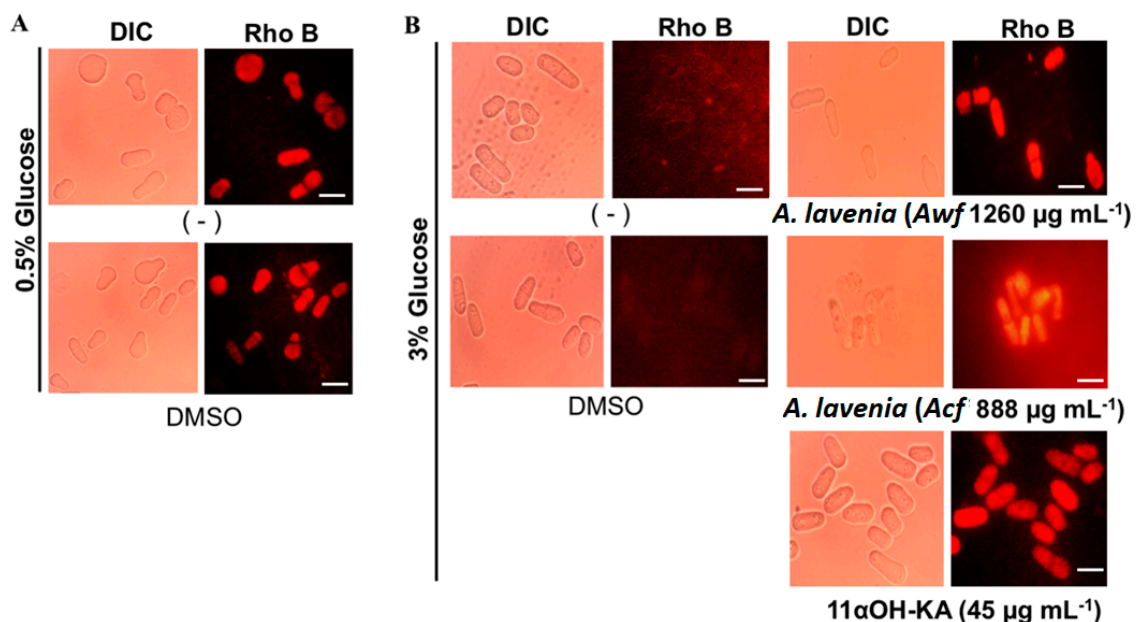 A
DIC
Rho B
0.5% Glucose
( - )
DMSO
B
DIC
Rho B
DIC
Rho B
3% Glucose
( - )
A. lavenia (Awf 1260 µg mL⁻¹)
DMSO
A. lavenia (Acf 888 µg mL⁻¹)
11αOH-KA (45 µg mL⁻¹)